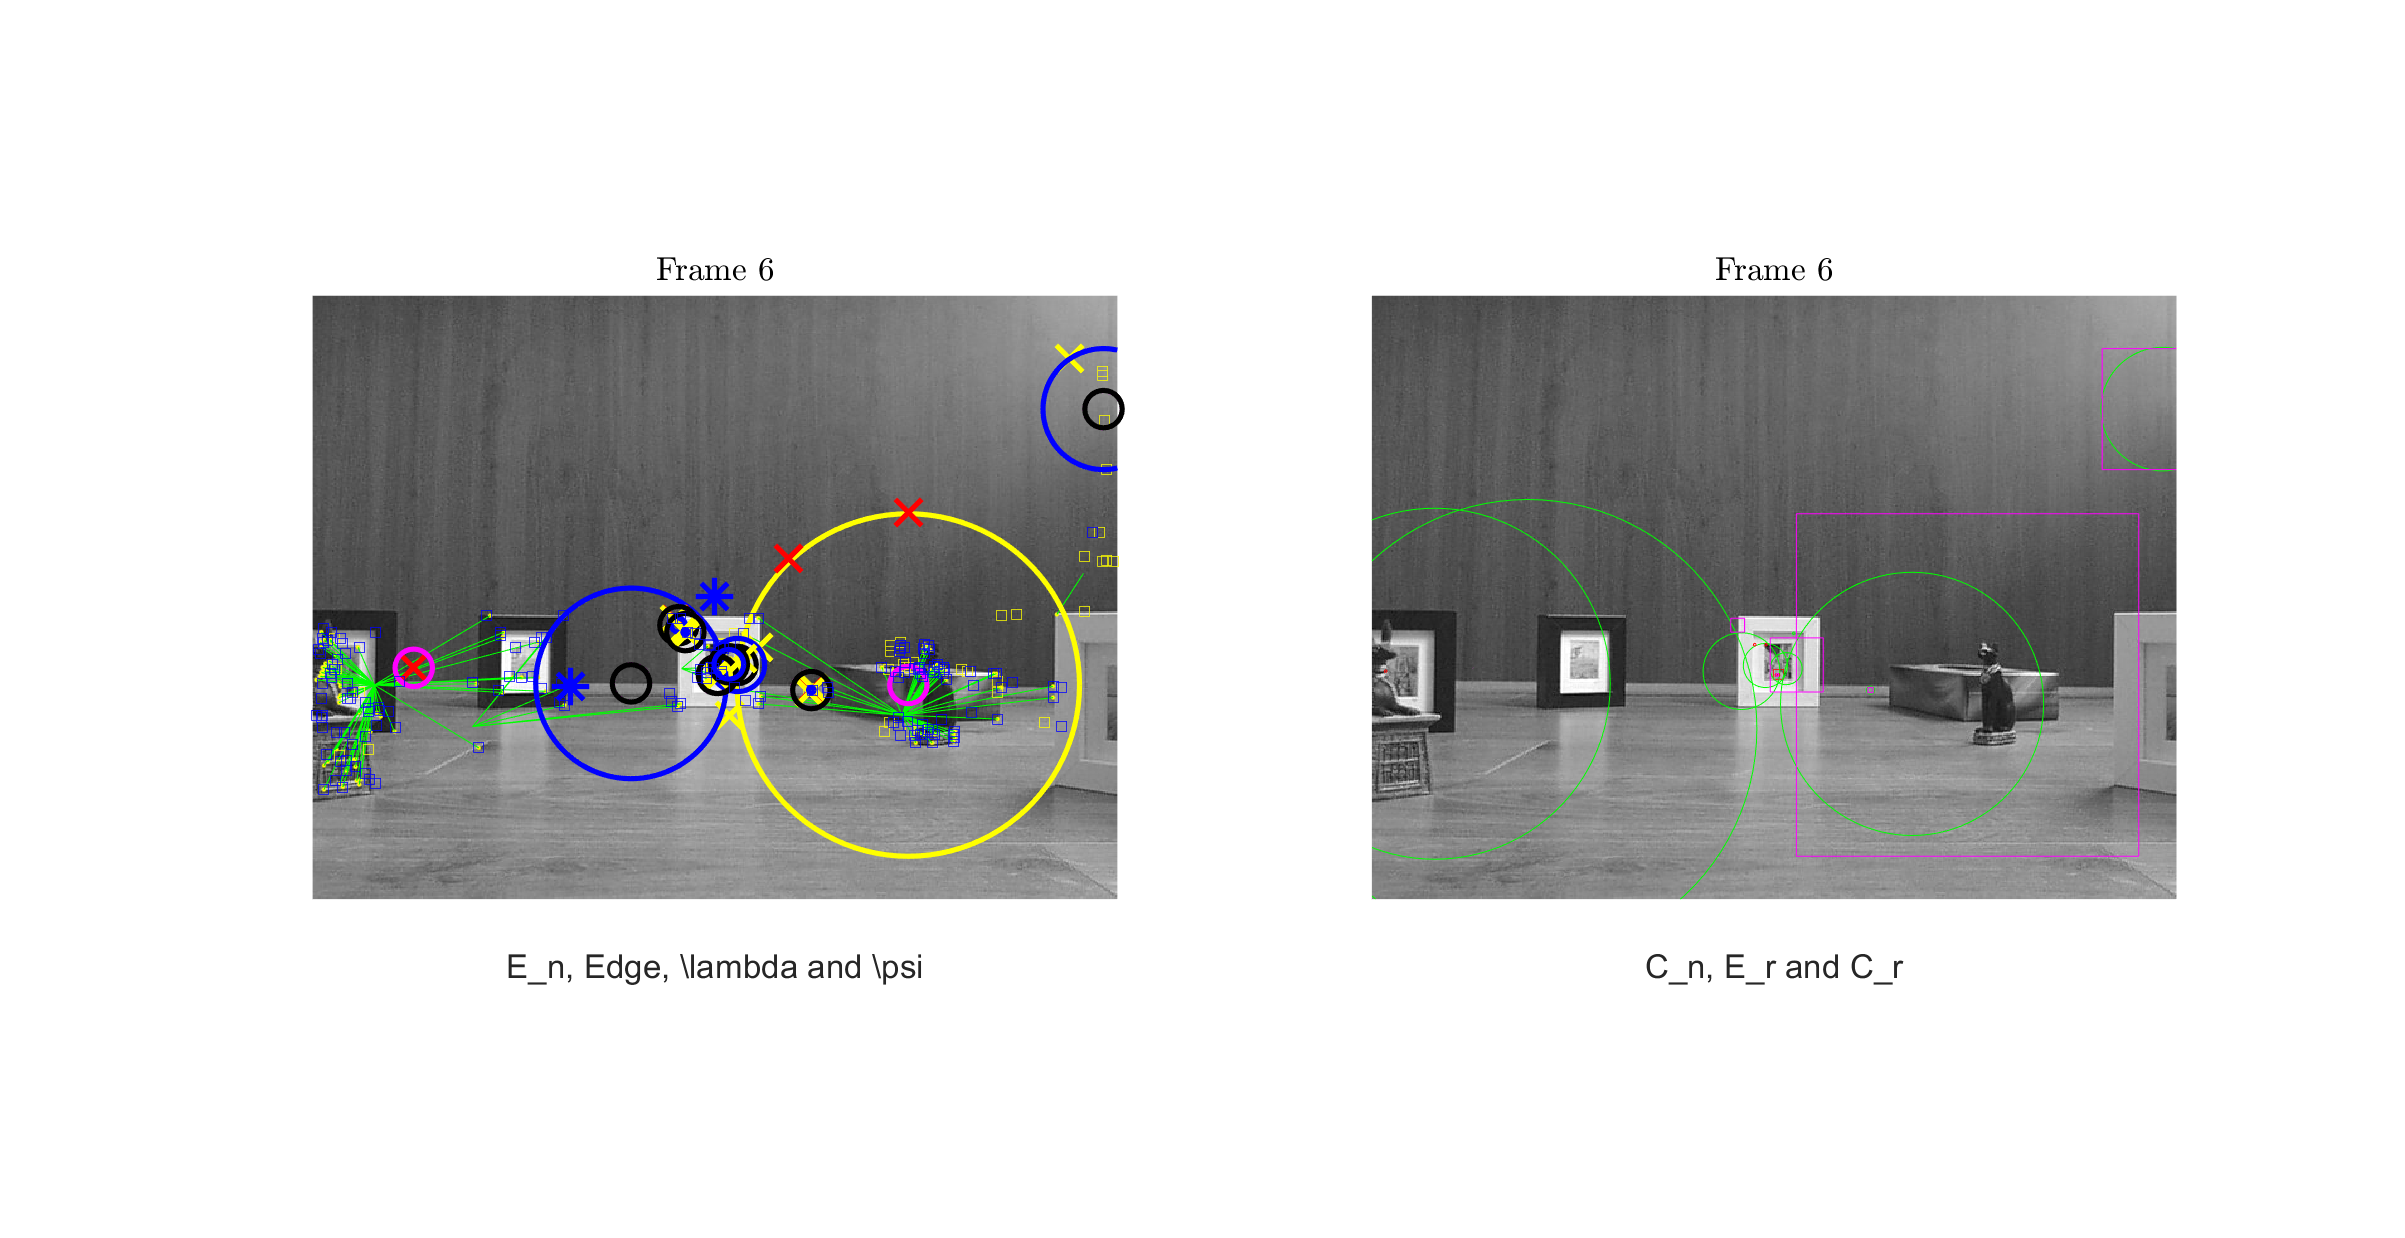 Frame 6
Frame 6
E_n, Edge, \lambda and \psi
C_n, E_r and C_r